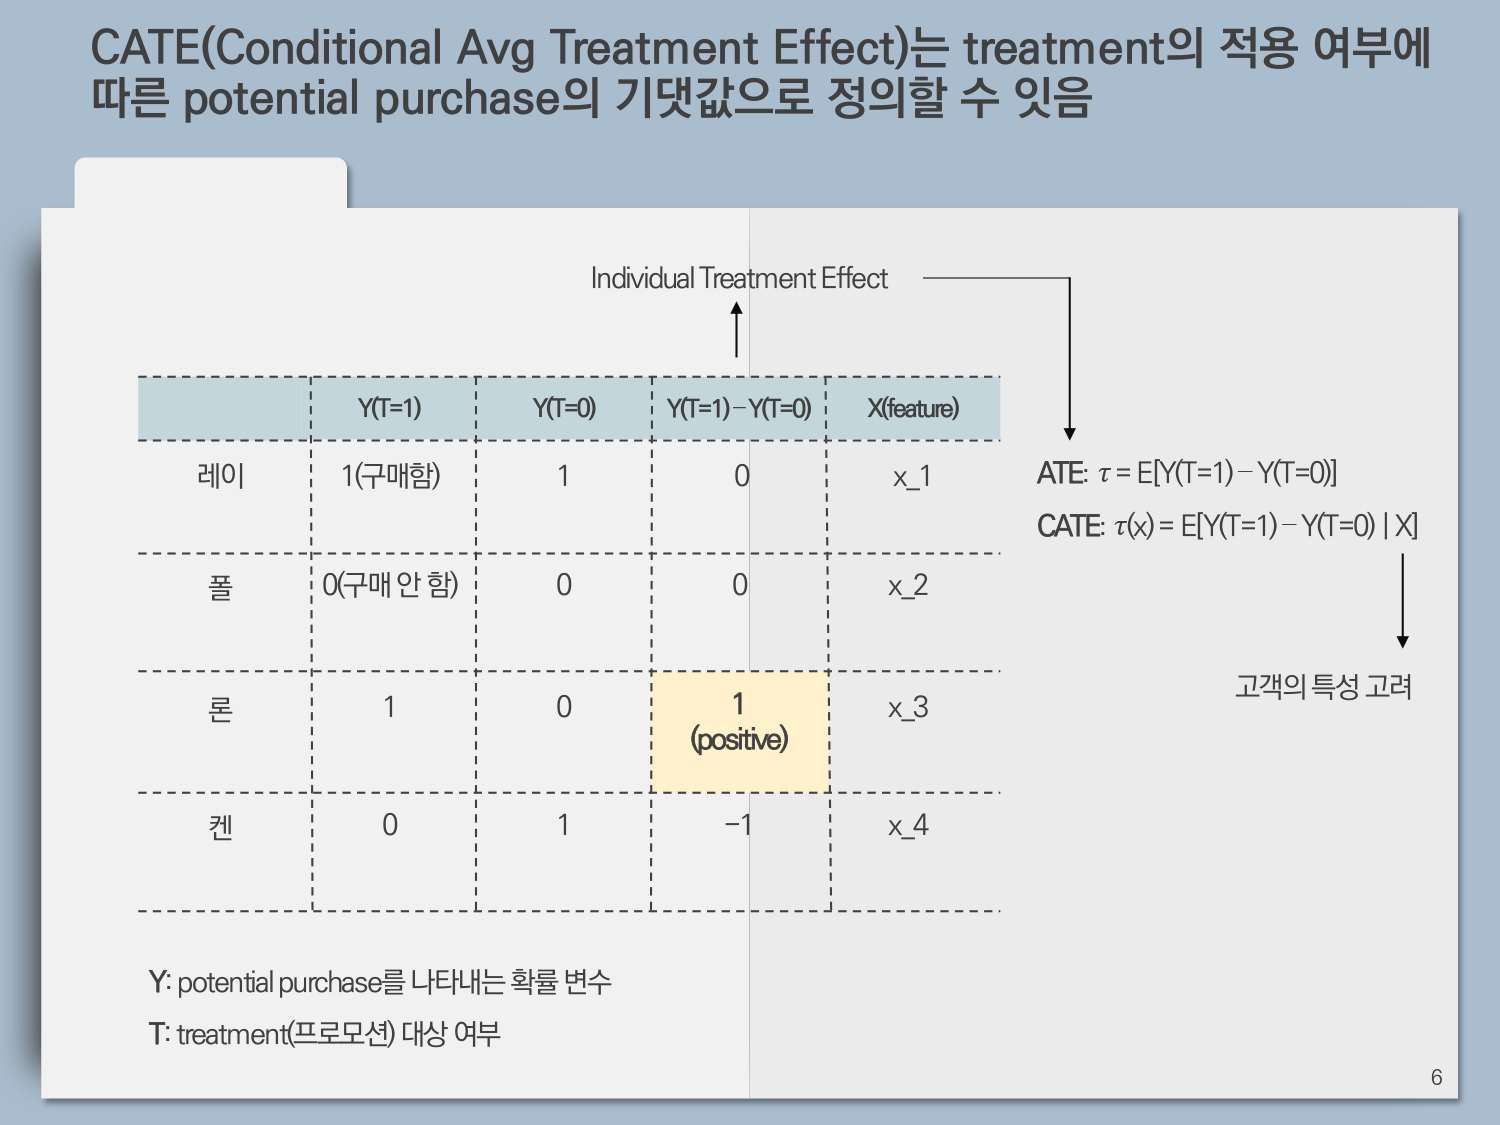 CATE(Conditional Avg Treatment Effect)는 treatment의 적용 여부에
따른 potential purchase의 기댓값으로 정의할 수 잇음
Individual Treatment Effect
Y(T=1) Y(T=0) Y(T=1) – Y(T=0) X(feature)
레이 1(구매함) 1 0 x_1
폴 0(구매 안 함) 0 0 x_2
론 1 0 1 x_3
(positive)
켄 0 1 –1 x_4
ATE: τ = E[Y(T=1) – Y(T=0)]
CATE: τ(x) = E[Y(T=1) – Y(T=0) | X]
고객의 특성 고려
Y: potential purchase를 나타내는 확률 변수
T: treatment(프로모션) 대상 여부
6